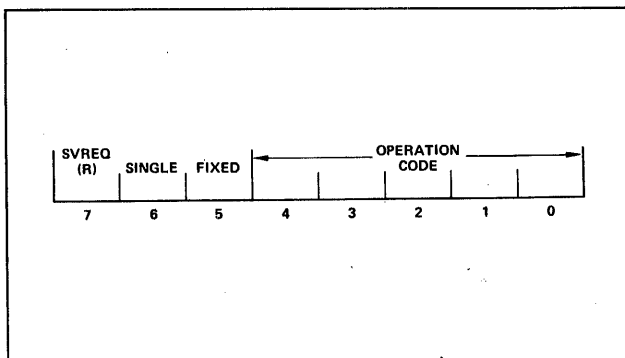 SVREQ
(R) SINGLE FIXED OPERATION
CODE
7 6 5 4 3 2 1 0